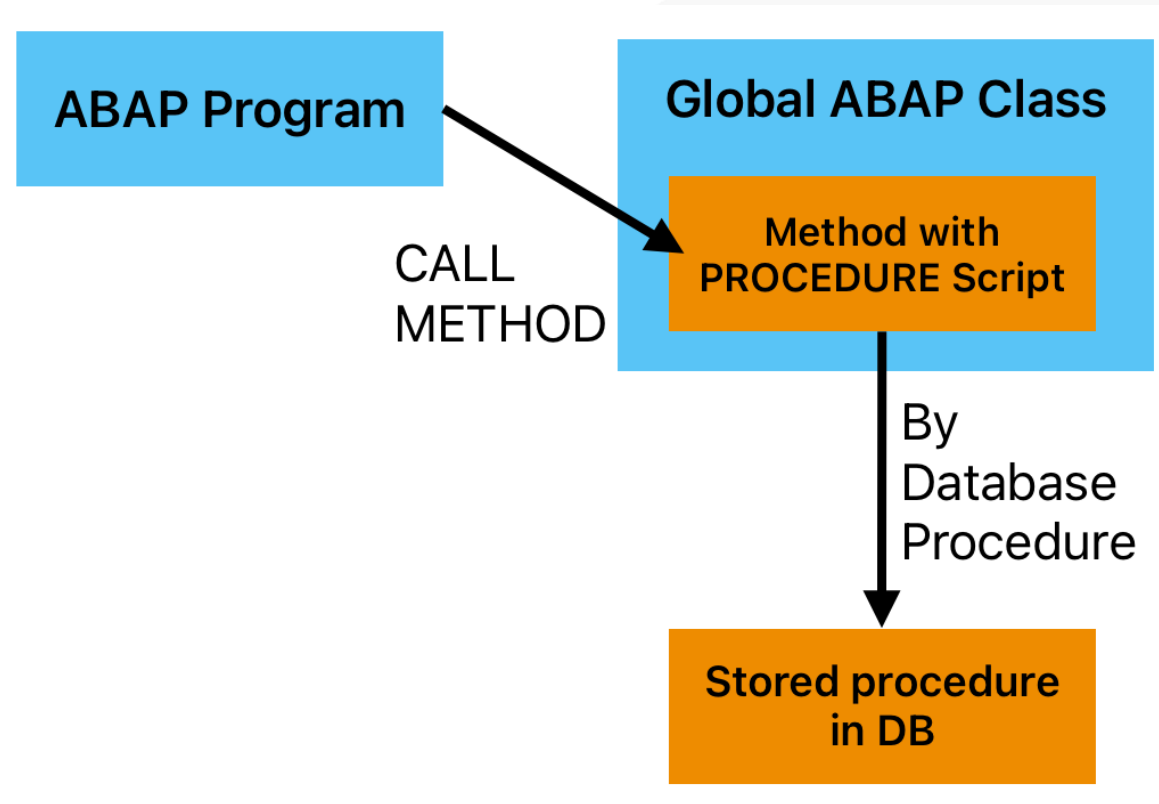 ABAP Program
Global ABAP Class
Method with
PROCEDURE Script
CALL
METHOD
By
Database
Procedure
Stored procedure
in DB